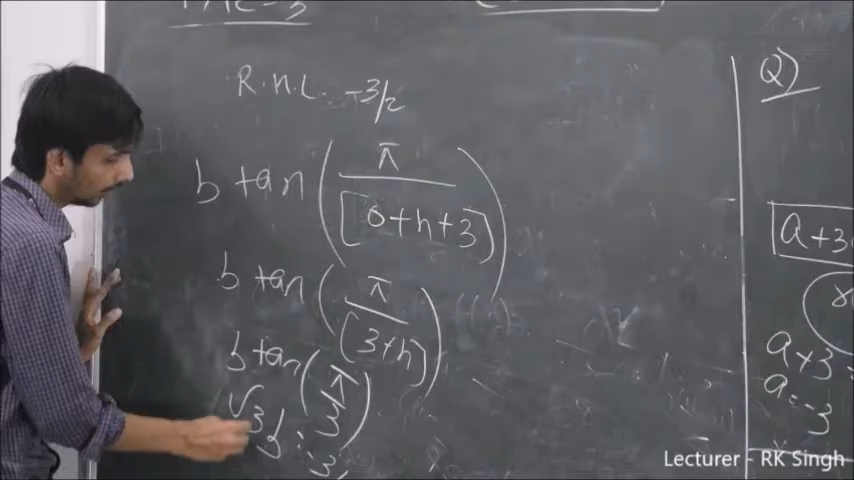 R.H.L. -3/2
b tan ( π / [0+h+3] )
b tan ( π / [3+h] )
b tan ( π / 3 )
√3 b = -3
Q)
a+3
a+3=
a=-3
Lecturer - RK Singh